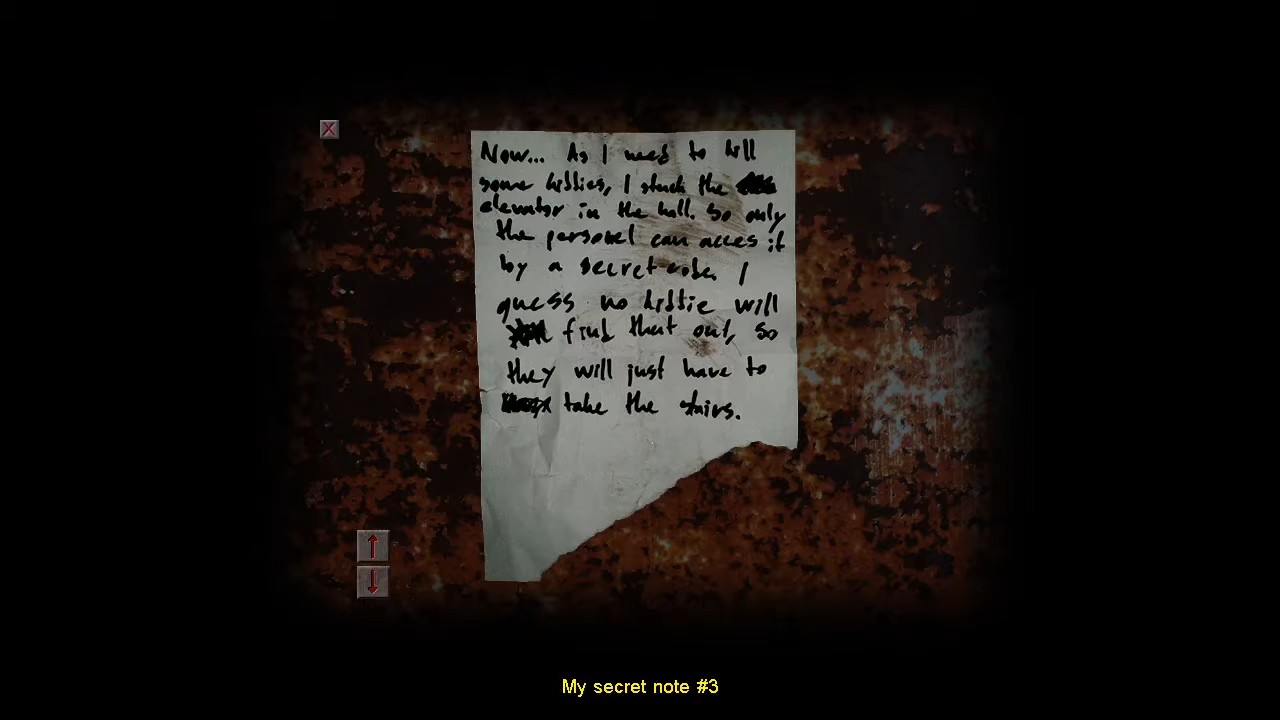 X
Now... As I need to kill
some kiddies, I stuck the
elevator in the hall. So only
the personel can acces it
by a secret code. I
guess no kiddie will
find that out, so
they will just have to
take the stairs.
My secret note #3